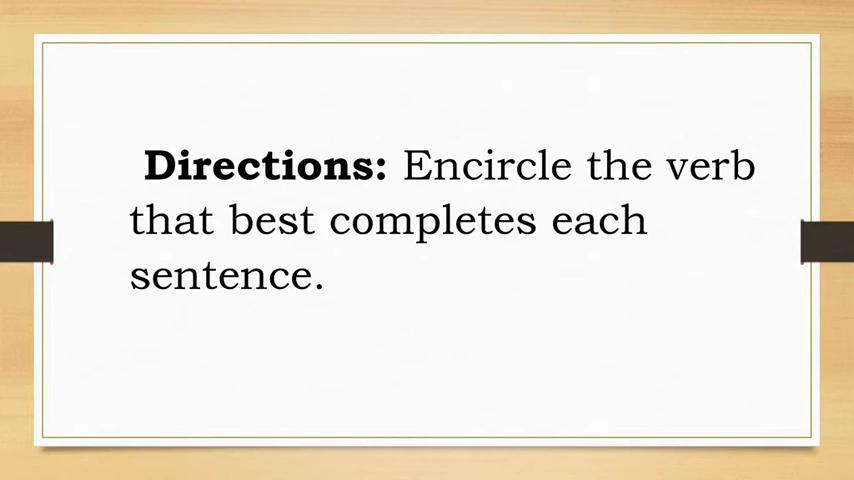 Directions: Encircle the verb
that best completes each
sentence.